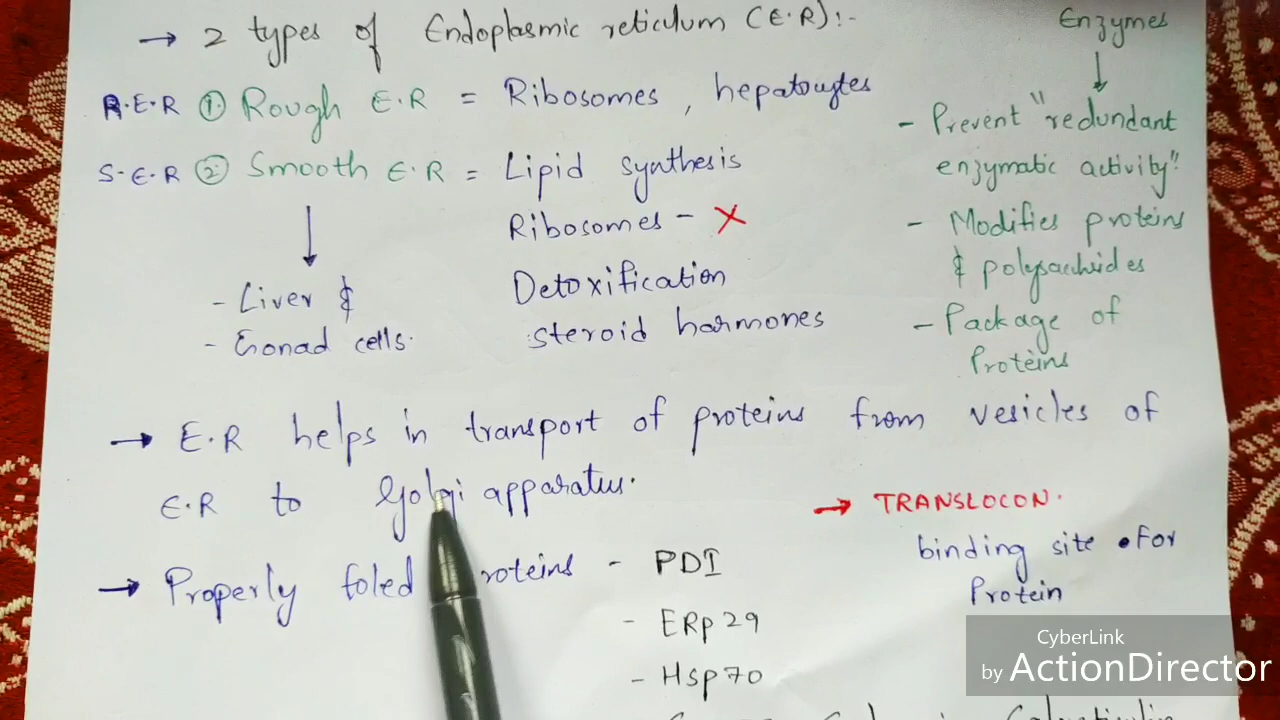 → 2 types of Endoplasmic reticulum (E.R):-
R.E.R ① Rough E.R = Ribosomes, hepatocytes
S.E.R ② Smooth E.R = Lipid synthesis
Ribosomes - X
Detoxification
steroid harmones
↓
- Liver &
- Gonad cells.
Enzymes
↓
- Prevent "redundant
enzymatic activity".
- Modifies proteins
& polysacharides
- Package of
Proteins
→ E.R helps in transport of proteins from vesicles of
E.R to Golgi apparatus.
→ Properly foled roteins - PDI
- ERp29
- Hsp70
→ TRANSLOCON.
binding site for
Protein
CyberLink
by ActionDirector